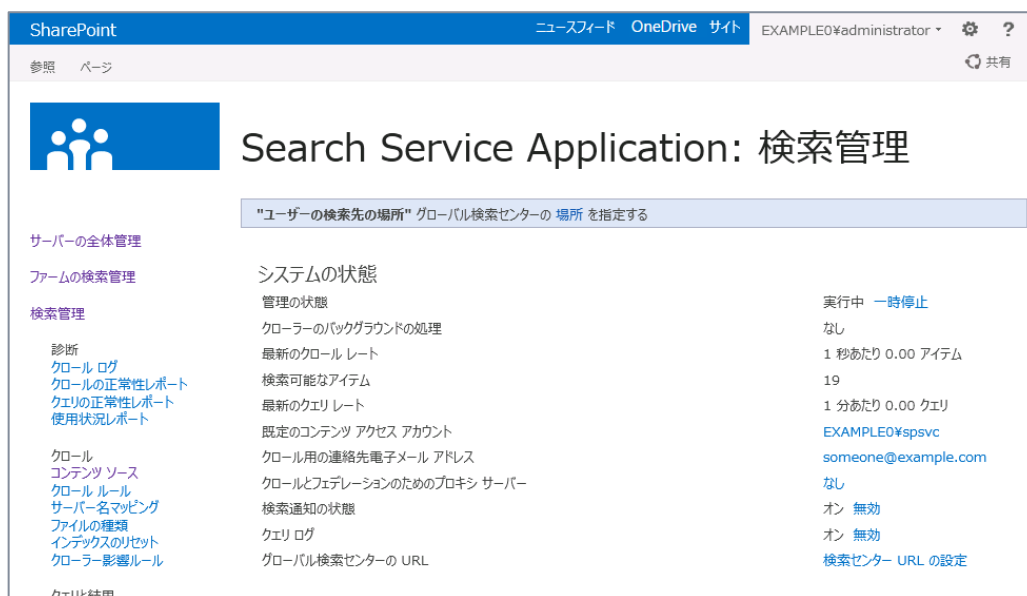 SharePoint
ニュースフィード OneDrive サイト EXAMPLE0¥administrator ?
参照 ページ 共有
Search Service Application: 検索管理
"ユーザーの検索先の場所" グローバル検索センターの 場所 を指定する
サーバーの全体管理
ファームの検索管理
検索管理
診断
クロール ログ
クロールの正常性レポート
クエリの正常性レポート
使用状況レポート
クロール
コンテンツ ソース
クロール ルール
サーバー名マッピング
ファイルの種類
インデックスのリセット
クローラー影響ルール
クエリと結果
システムの状態
管理の状態 実行中 一時停止
クローラーのバックグラウンドの処理 なし
最新のクロール レート 1 秒あたり 0.00 アイテム
検索可能なアイテム 19
最新のクエリ レート 1 分あたり 0.00 クエリ
既定のコンテンツ アクセス アカウント EXAMPLE0¥spsvc
クロール用の連絡先電子メール アドレス someone@example.com
クロールとフェデレーションのためのプロキシ サーバー なし
検索通知の状態 オン 無効
クエリ ログ オン 無効
グローバル検索センターの URL 検索センター URL の設定